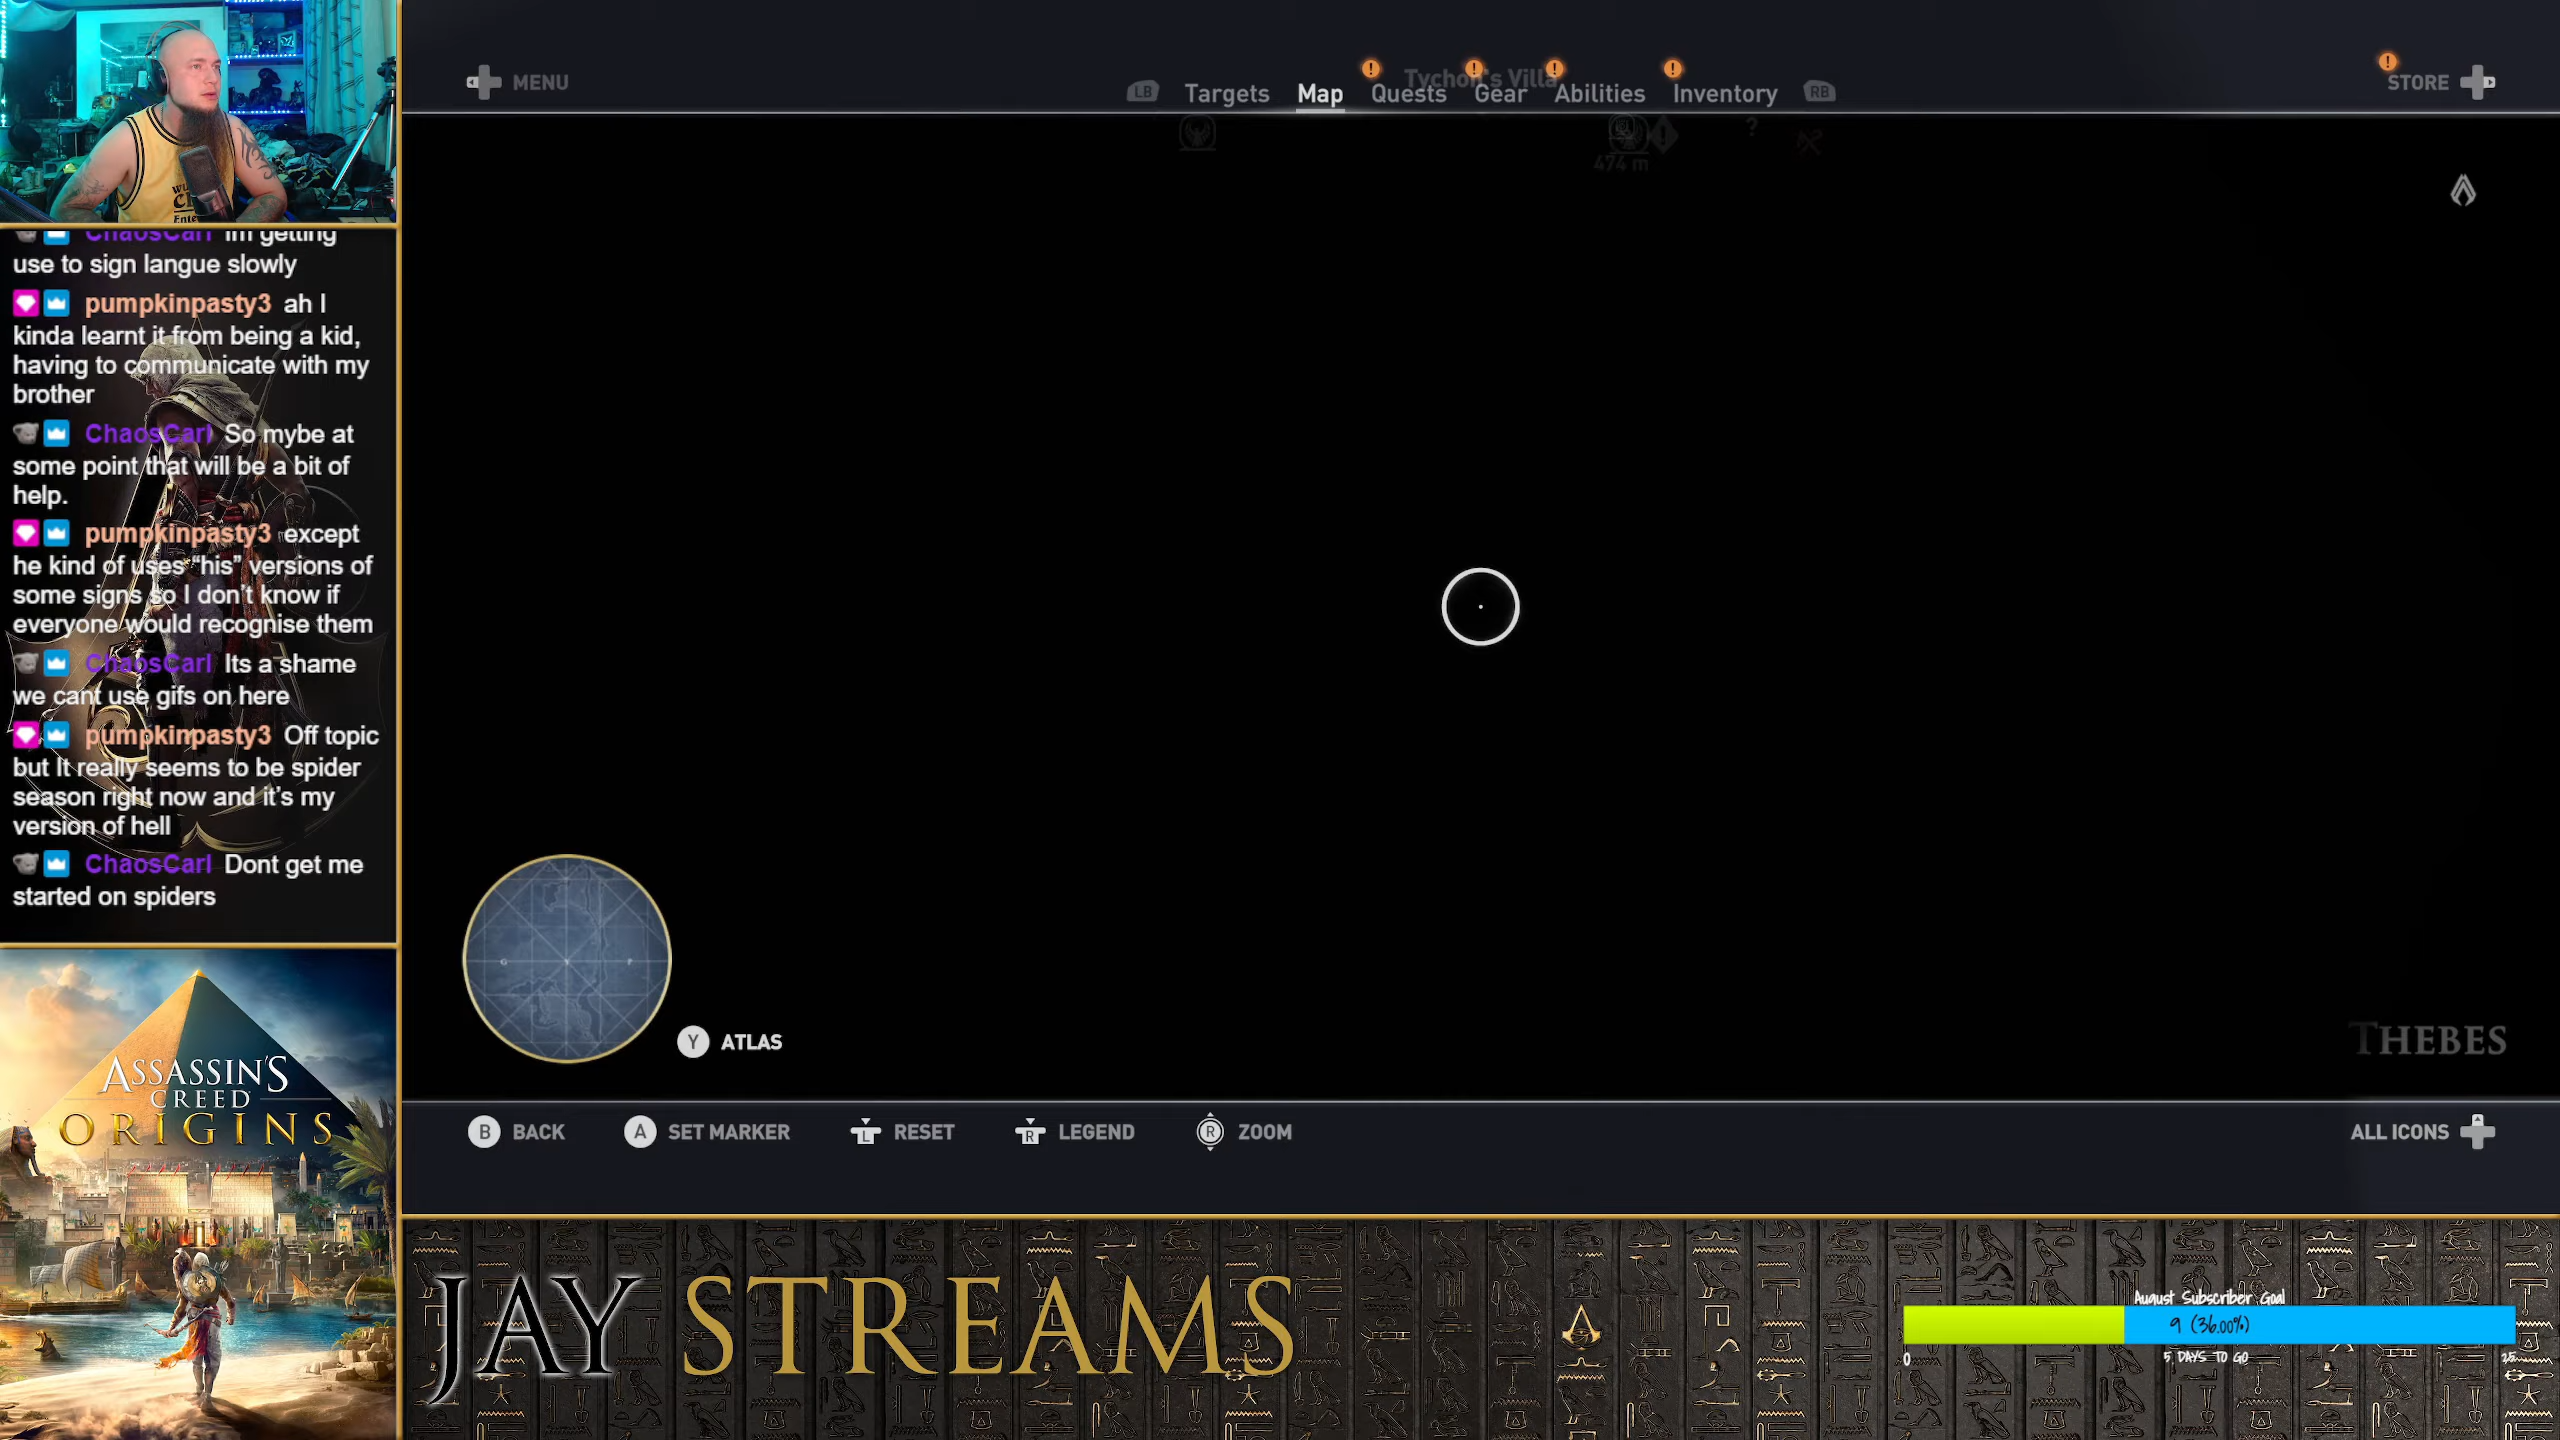 MENU
Tychon's Villa
LB Targets Map Quests Gear Abilities Inventory RB
STORE
474 m
ChaosCarl Im getting
use to sign langue slowly
pumpkinpasty3 ah I
kinda learnt it from being a kid,
having to communicate with my
brother
ChaosCarl So mybe at
some point that will be a bit of
help.
pumpkinpasty3 except
he kind of uses “his” versions of
some signs so I don’t know if
everyone would recognise them
ChaosCarl Its a shame
we cant use gifs on here
pumpkinpasty3 Off topic
but It really seems to be spider
season right now and it’s my
version of hell
ChaosCarl Dont get me
started on spiders
Y ATLAS
THEBES
B BACK A SET MARKER L RESET R LEGEND R ZOOM
ALL ICONS
ASSASSIN'S
CREED
ORIGINS
JAY STREAMS
August Subscriber Goal
9 (36.00%)
0 5 DAYS TO GO 25